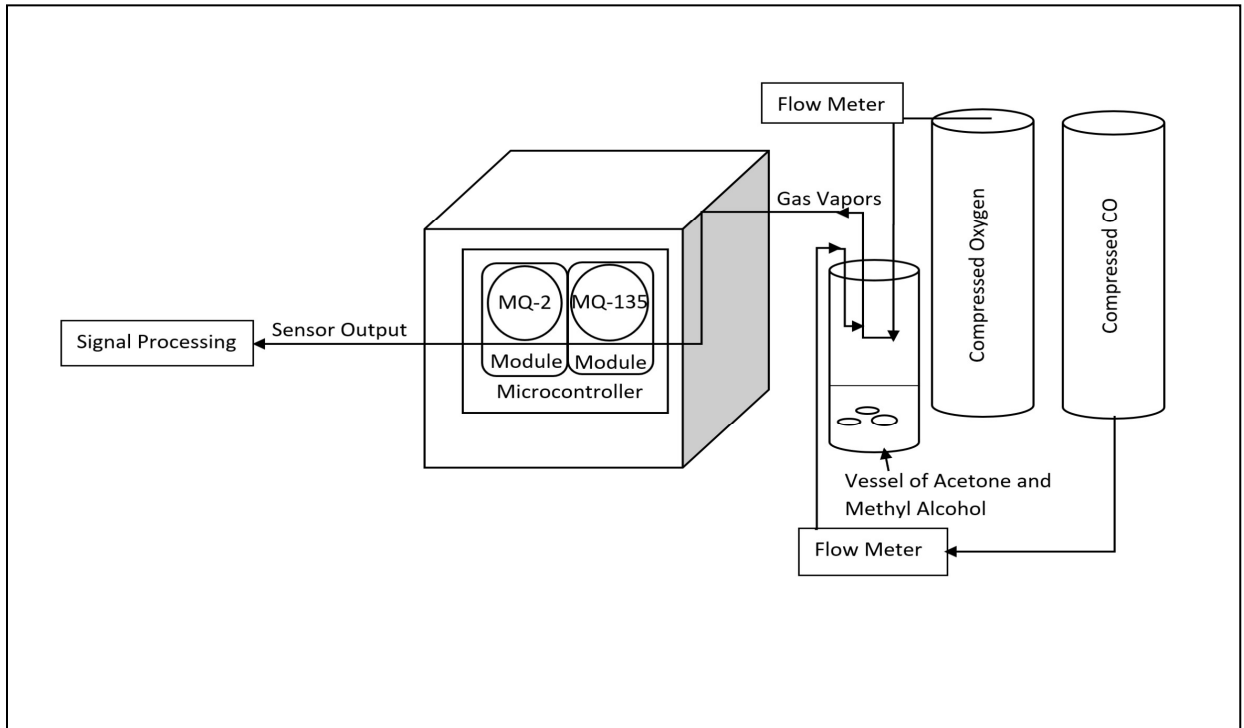 Flow Meter
Compressed Oxygen
Compressed CO
Gas Vapors
MQ-2
MQ-135
Module
Module
Microcontroller
Sensor Output
Signal Processing
Vessel of Acetone and
Methyl Alcohol
Flow Meter